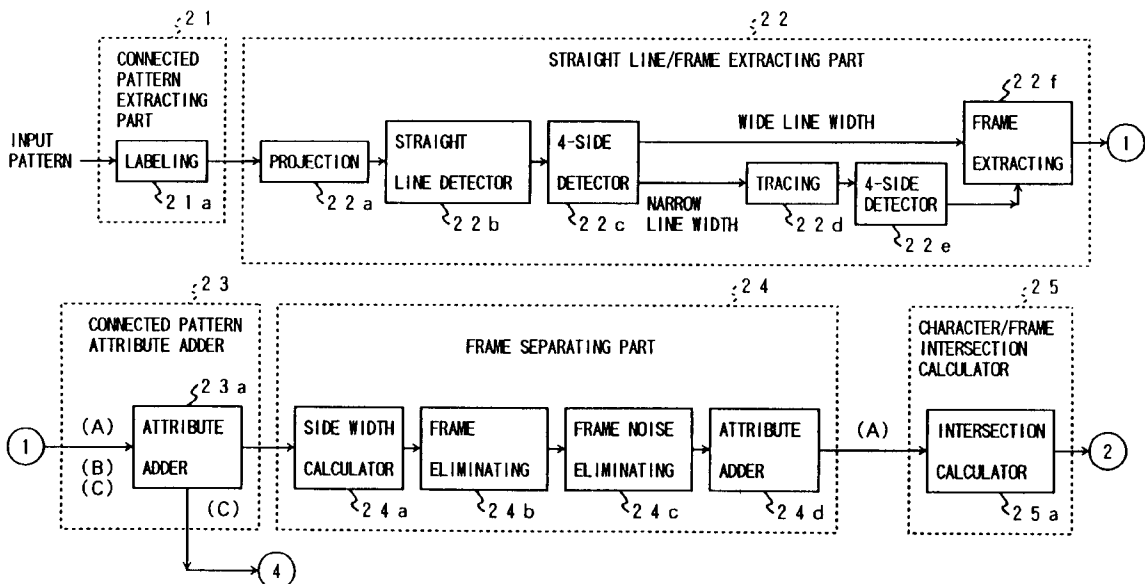 21
CONNECTED
PATTERN
EXTRACTING
PART
INPUT
PATTERN
LABELING
21a
22
STRAIGHT LINE/FRAME EXTRACTING PART
PROJECTION
22a
STRAIGHT
LINE DETECTOR
22b
4-SIDE
DETECTOR
22c
WIDE LINE WIDTH
NARROW
LINE WIDTH
TRACING
22d
4-SIDE
DETECTOR
22e
22f
FRAME
EXTRACTING
1
23
CONNECTED PATTERN
ATTRIBUTE ADDER
23a
1
(A)
(B)
(C)
ATTRIBUTE
ADDER
(C)
4
24
FRAME SEPARATING PART
SIDE WIDTH
CALCULATOR
24a
FRAME
ELIMINATING
24b
FRAME NOISE
ELIMINATING
24c
ATTRIBUTE
ADDER
24d
(A)
25
CHARACTER/FRAME
INTERSECTION
CALCULATOR
INTERSECTION
CALCULATOR
25a
2